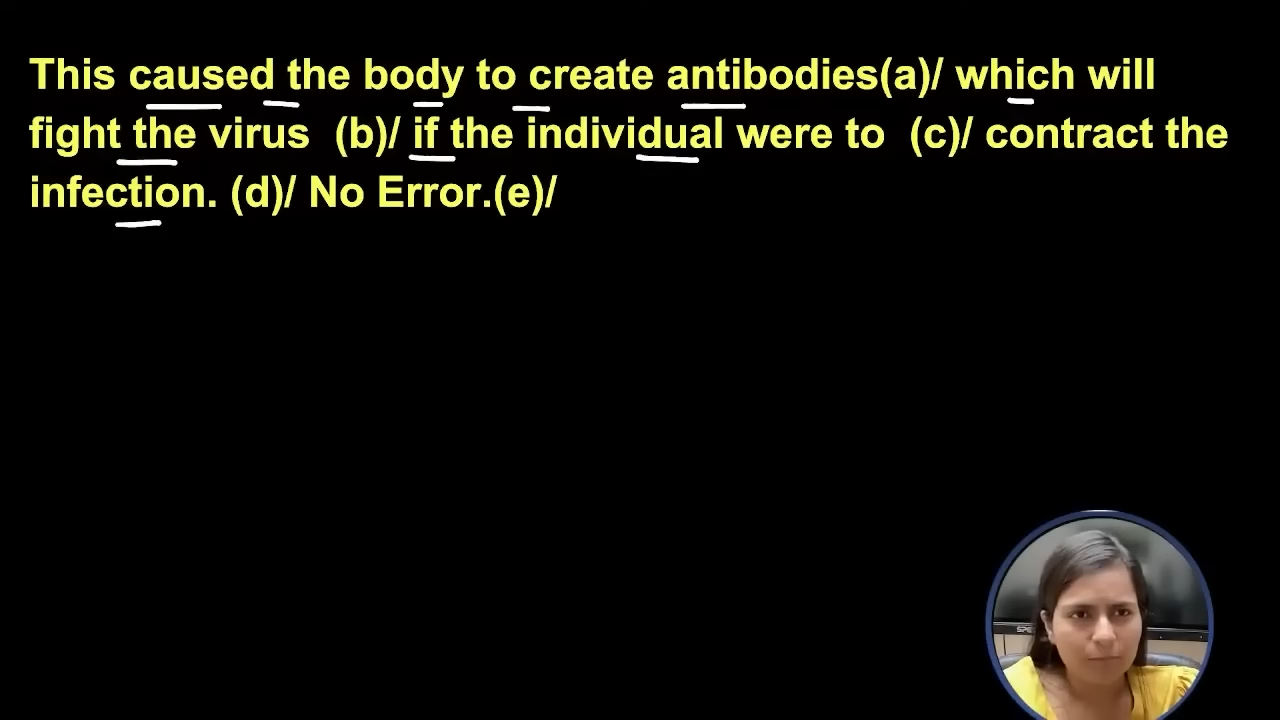 This caused the body to create antibodies(a)/ which will
fight the virus (b)/ if the individual were to (c)/ contract the
infection. (d)/ No Error.(e)/